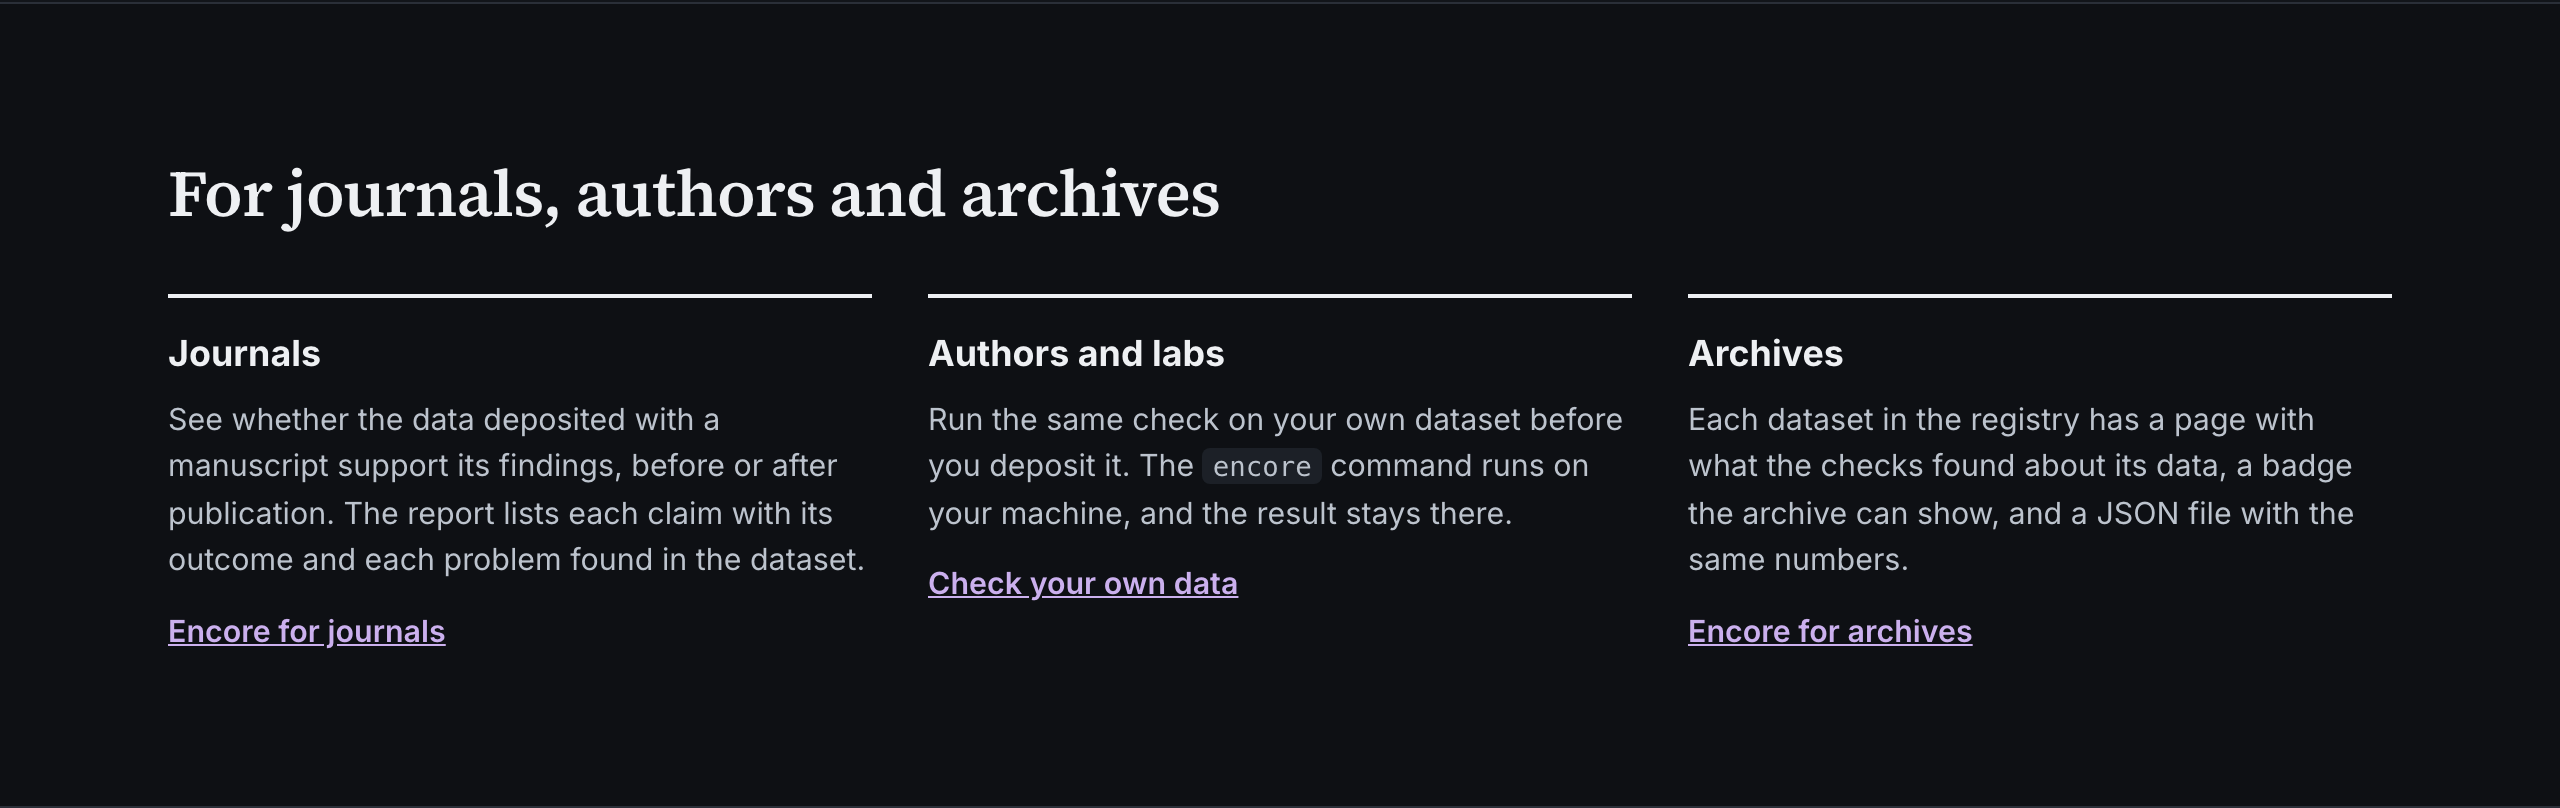 For journals, authors and archives
Journals
See whether the data deposited with a
manuscript support its findings, before or after
publication. The report lists each claim with its
outcome and each problem found in the dataset.
Encore for journals
Authors and labs
Run the same check on your own dataset before
you deposit it. The encore command runs on
your machine, and the result stays there.
Check your own data
Archives
Each dataset in the registry has a page with
what the checks found about its data, a badge
the archive can show, and a JSON file with the
same numbers.
Encore for archives